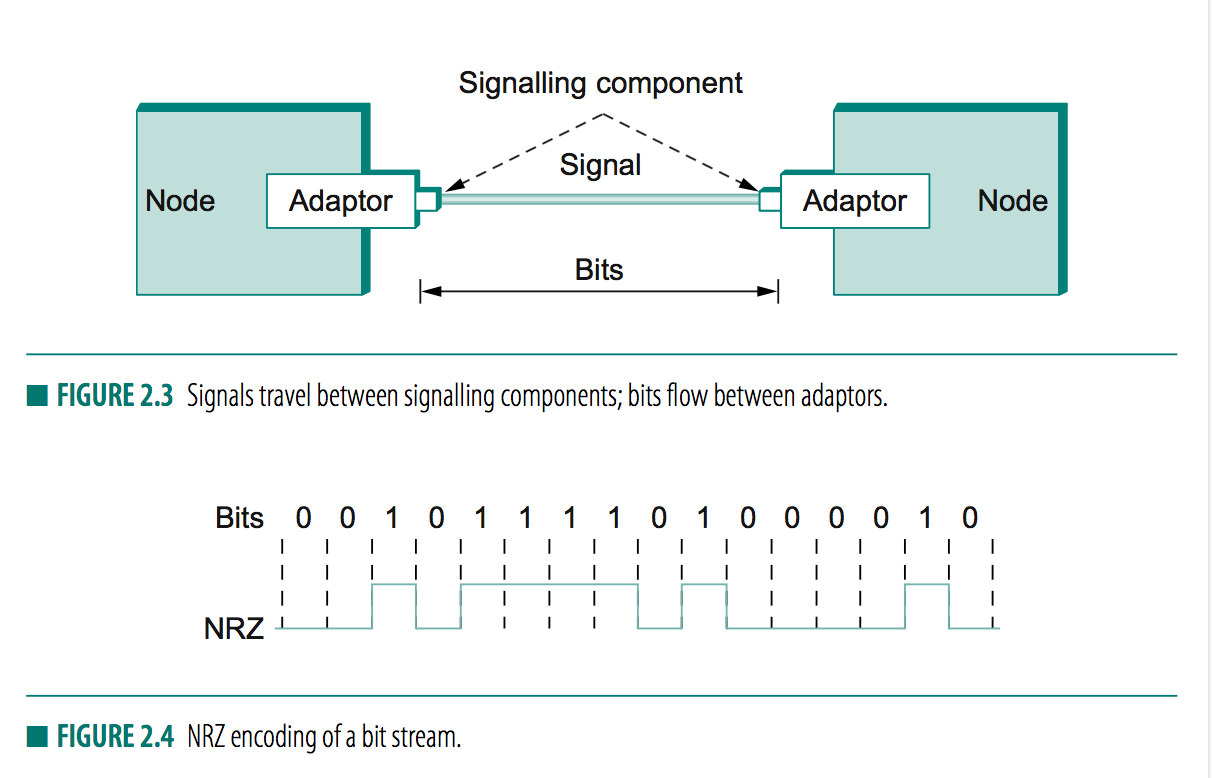 Signalling component
Signal
Node Adaptor Adaptor Node
Bits
■ FIGURE 2.3 Signals travel between signalling components; bits flow between adaptors.
Bits 0 0 1 0 1 1 1 1 0 1 0 0 0 0 1 0
NRZ
■ FIGURE 2.4 NRZ encoding of a bit stream.